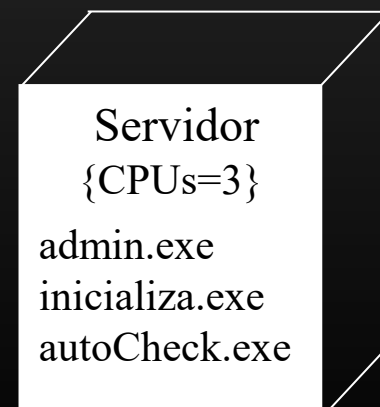 Servidor
{CPUs=3}
admin.exe
inicializa.exe
autoCheck.exe